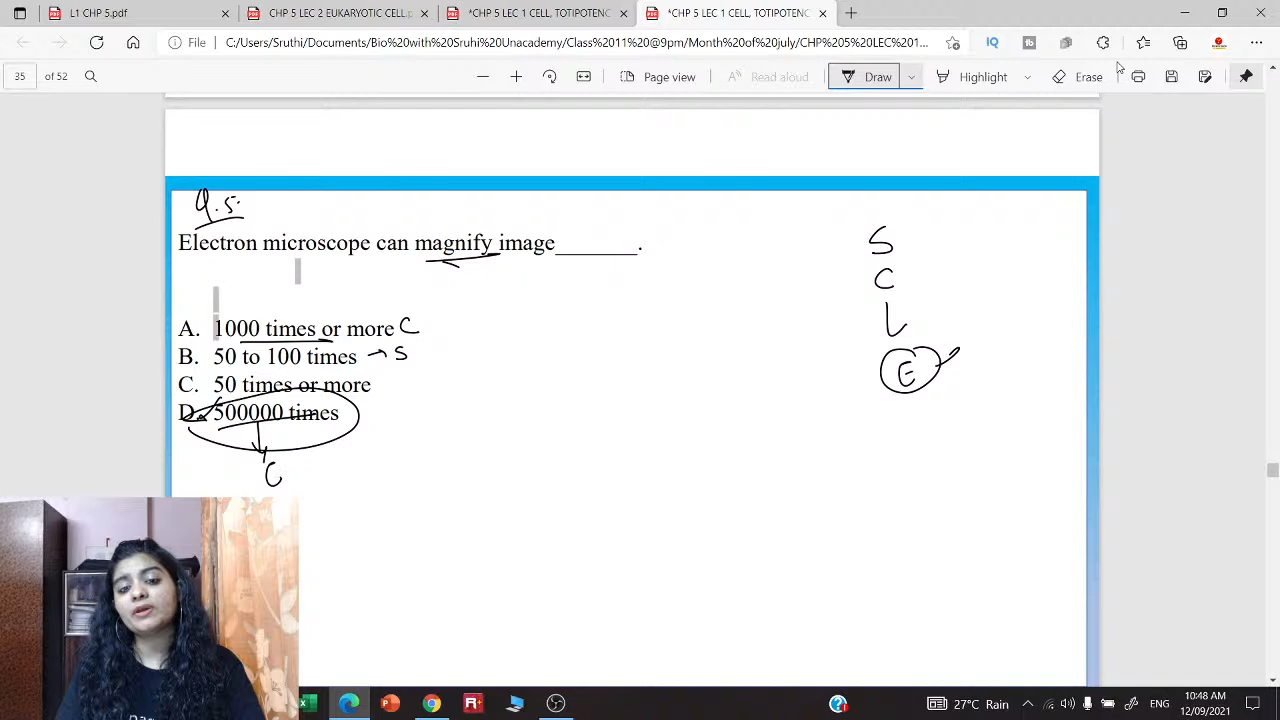 L1 CHP 5.pdf
CHP 5 LEC 2 EUKARYOTIC CELL.p
*CHP 5 LEC 1 CELL, TOTIPOTENC
*CHP 5 LEC 1 CELL, TOTIPOTENC
File
C:/Users/Sruthi/Documents/Bio%20with%20Sruhi%20Unacademy/Class%2011%20@9pm/Month%20of%20july/CHP%205%20LEC%201...
IQ
35 of 52
Page view
Read aloud
Draw
Highlight
Erase
Q.5.
Electron microscope can magnify image_______.
A. 1000 times or more C
B. 50 to 100 times → S
C. 50 times or more
D. 500000 times
C
S
C
L
E
27°C Rain
ENG
10:48 AM
12/09/2021